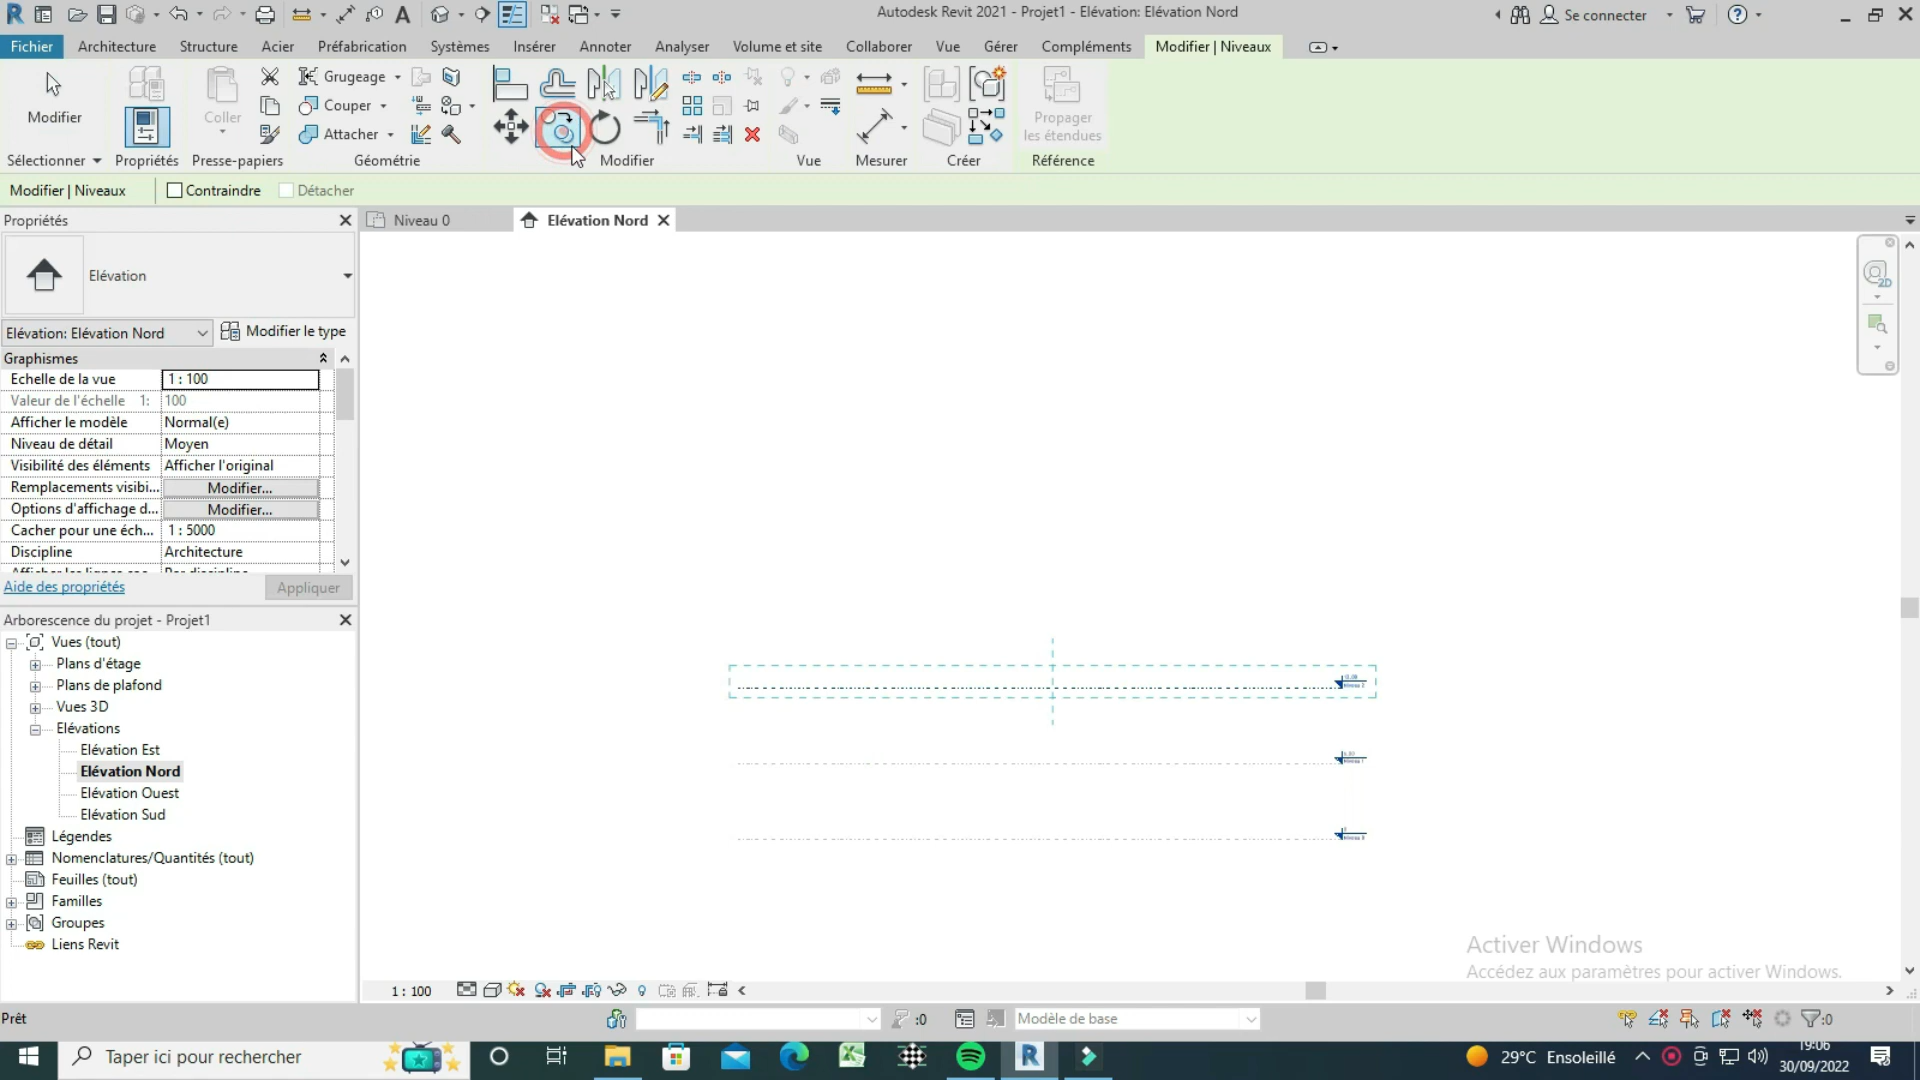 Autodesk Revit 2021 - Projet1 - Elévation: Elévation Nord
Se connecter
Fichier Architecture Structure Acier Préfabrication Systèmes Insérer Annoter Analyser Volume et site Collaborer Vue Gérer Compléments Modifier | Niveaux
Modifier
Coller
Grugeage
Couper
Attacher
Propager
les étendues
Sélectionner Propriétés Presse-papiers Géométrie Modifier Vue Mesurer Créer Référence
Modifier | Niveaux Contraindre Détacher
Propriétés
Niveau 0
Elévation Nord
Elévation
Elévation: Elévation Nord
Modifier le type
Graphismes
Echelle de la vue 1 : 100
Valeur de l'échelle 1: 100
Afficher le modèle Normal(e)
Niveau de détail Moyen
Visibilité des éléments Afficher l'original
Remplacements visibi... Modifier...
Options d'affichage d... Modifier...
Cacher pour une éch... 1 : 5000
Discipline Architecture
Aide des propriétés
Appliquer
Arborescence du projet - Projet1
Vues (tout)
Plans d'étage
Plans de plafond
Vues 3D
Elévations
Elévation Est
Elévation Nord
Elévation Ouest
Elévation Sud
Légendes
Nomenclatures/Quantités (tout)
Feuilles (tout)
Familles
Groupes
Liens Revit
2D
Activer Windows
Accédez aux paramètres pour activer Windows.
1 : 100
Prêt
:0
Modèle de base
:0
Taper ici pour rechercher
29°C Ensoleillé
19:06
30/09/2022